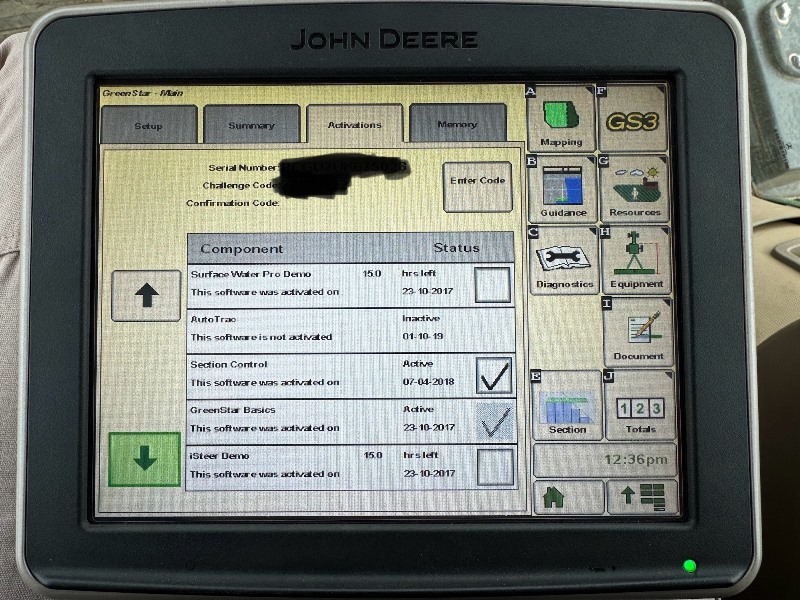 JOHN DEERE
GreenStar - Main
Setup
Summary
Activations
Memory
Serial Number:
Challenge Code:
Confirmation Code:
Enter Code
Component Status
Surface Water Pro Demo 15.0 hrs left
This software was activated on 23-10-2017
AutoTrac Inactive
This software is not activated 01-10-19
Section Control Active
This software was activated on 07-04-2018
GreenStar Basics Active
This software was activated on 23-10-2017
iSteer Demo 15.0 hrs left
This software was activated on 23-10-2017
A
Mapping
F
GS3
B
Guidance
G
Resources
C
Diagnostics
H
Equipment
I
Document
E
Section
J
123
Totals
12:36pm